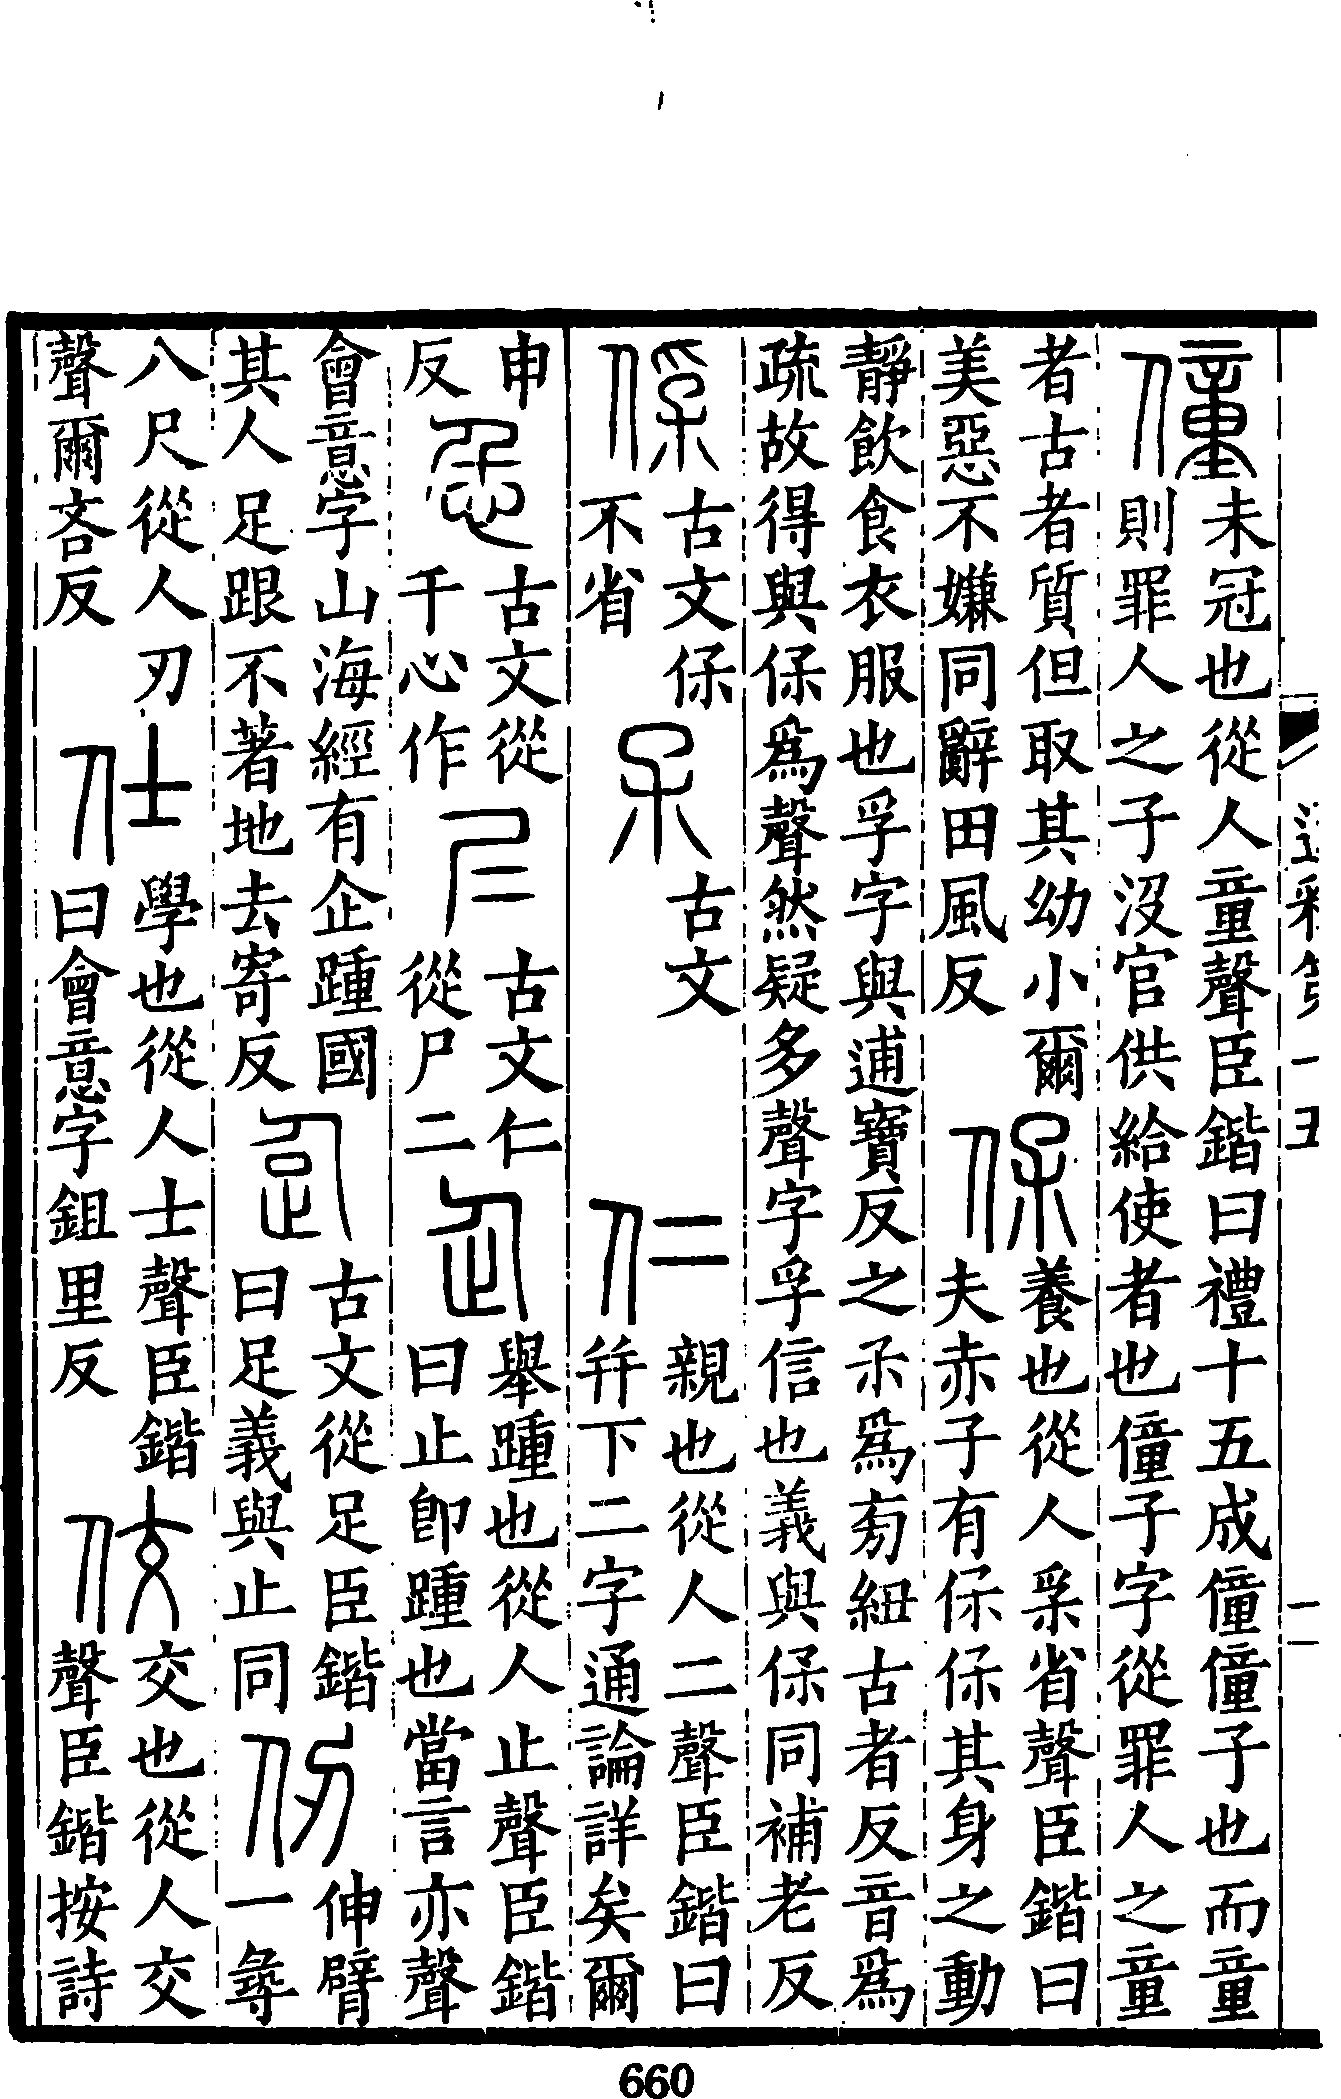 僮未冠也從人童聲臣鍇曰禮十五成僮僮子也而童
則罪人之子沒官供給使者也僮子字從罪人之童
者古者質但取其幼小爾
美惡不嫌同辭田風反
保養也從人𤓽省聲臣鍇曰
夫赤子有保保其身之動
靜飲食衣服也孚字與逋寶反之𤓽爲㫄紐古者反音爲
疏故得與保爲聲然疑多聲字孚信也義與保同補老反
𠈃古文保
不省
𣎼古文
仁親也從人二聲臣鍇曰
并下二字通論詳矣爾
申
反
忎古文從
千心作
𡰥古文仁
從尸二
企舉踵也從人止聲臣鍇
曰止卽踵也當言亦聲
會意字山海經有企踵國
其人足跟不著地去寄反
𧿇古文從足臣鍇
曰足義與止同
仞伸臂
一尋
八尺從人刃
聲爾吝反
仕學也從人士聲臣鍇
曰會意字鉏里反
佼交也從人交
聲臣鍇按詩
660